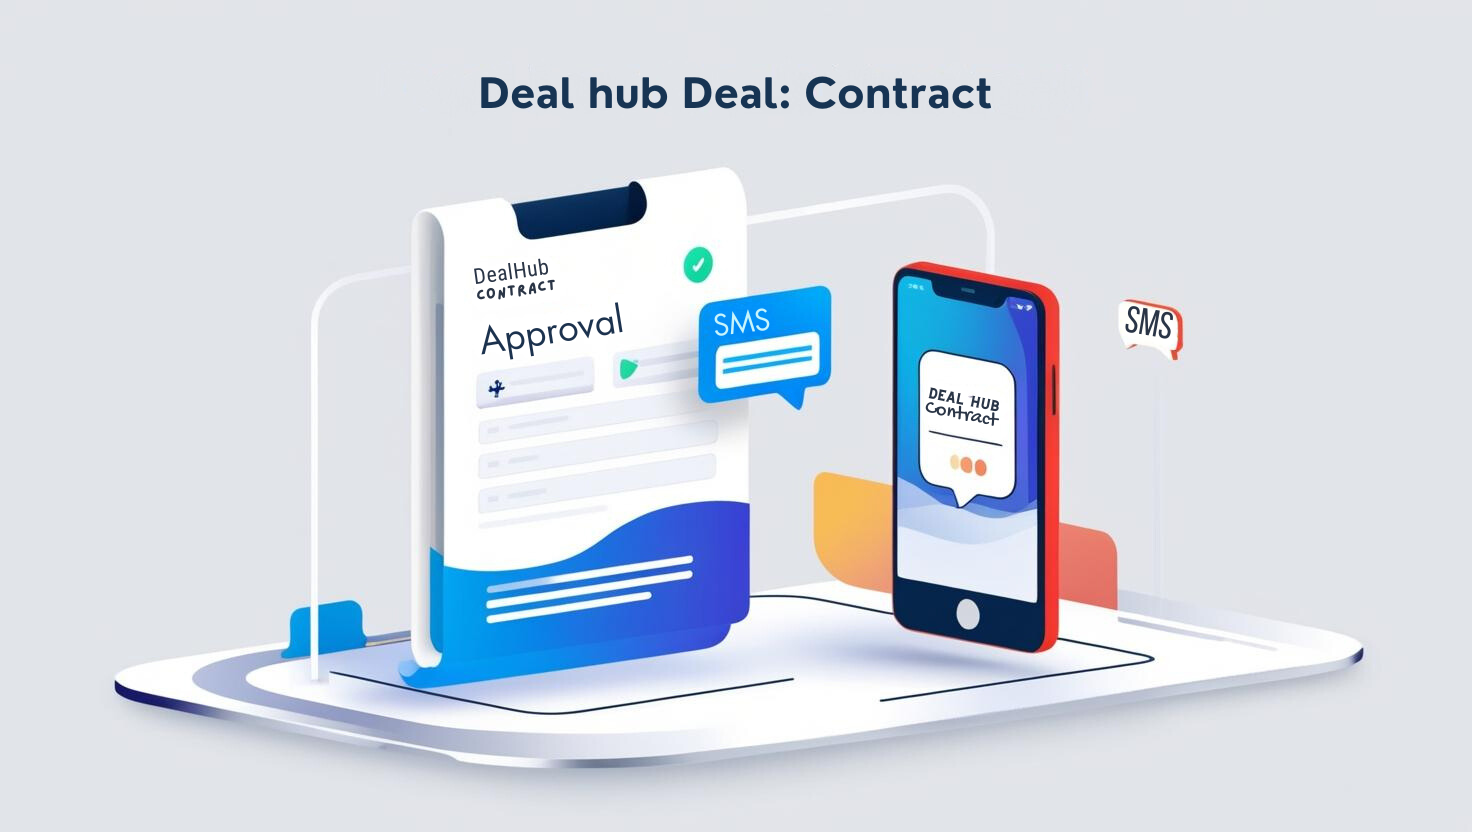 Deal hub Deal: Contract
DealHub
CONTRACT
Approval
SMS
DEAL HUB
Contract
SMS